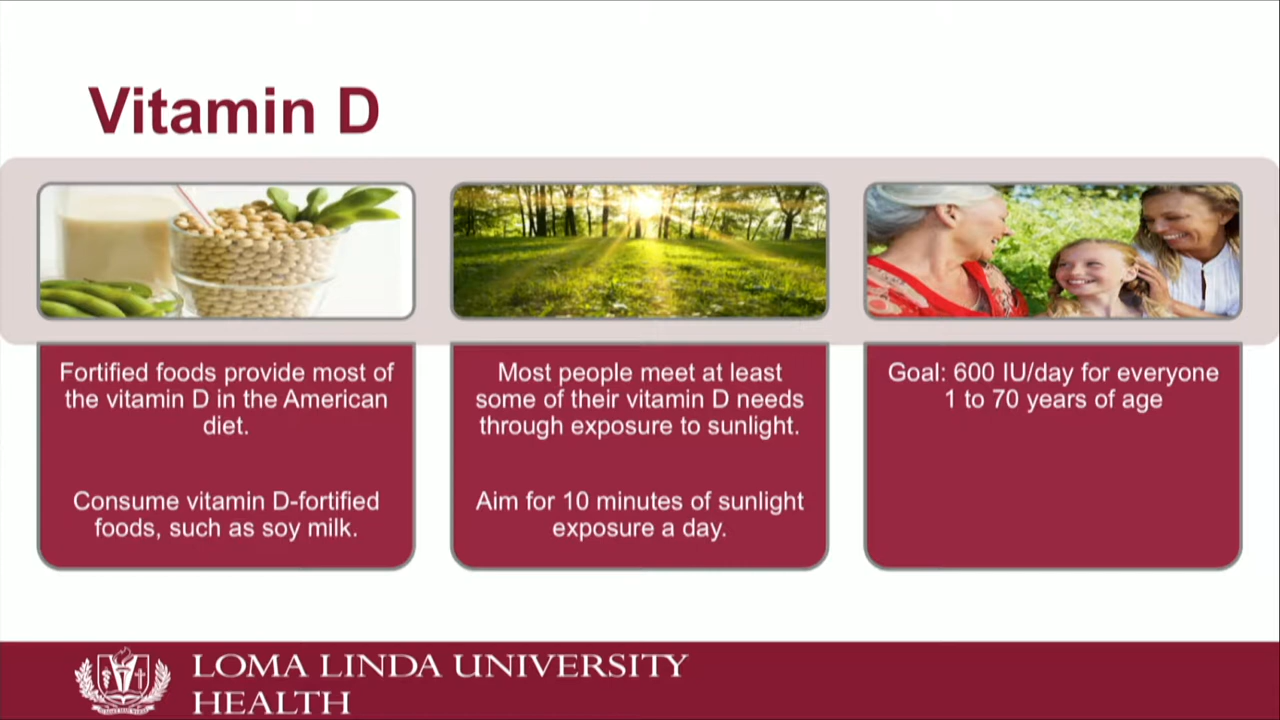 Vitamin D
Fortified foods provide most of
the vitamin D in the American
diet.
Consume vitamin D-fortified
foods, such as soy milk.
Most people meet at least
some of their vitamin D needs
through exposure to sunlight.
Aim for 10 minutes of sunlight
exposure a day.
Goal: 600 IU/day for everyone
1 to 70 years of age
LOMA LINDA UNIVERSITY
HEALTH